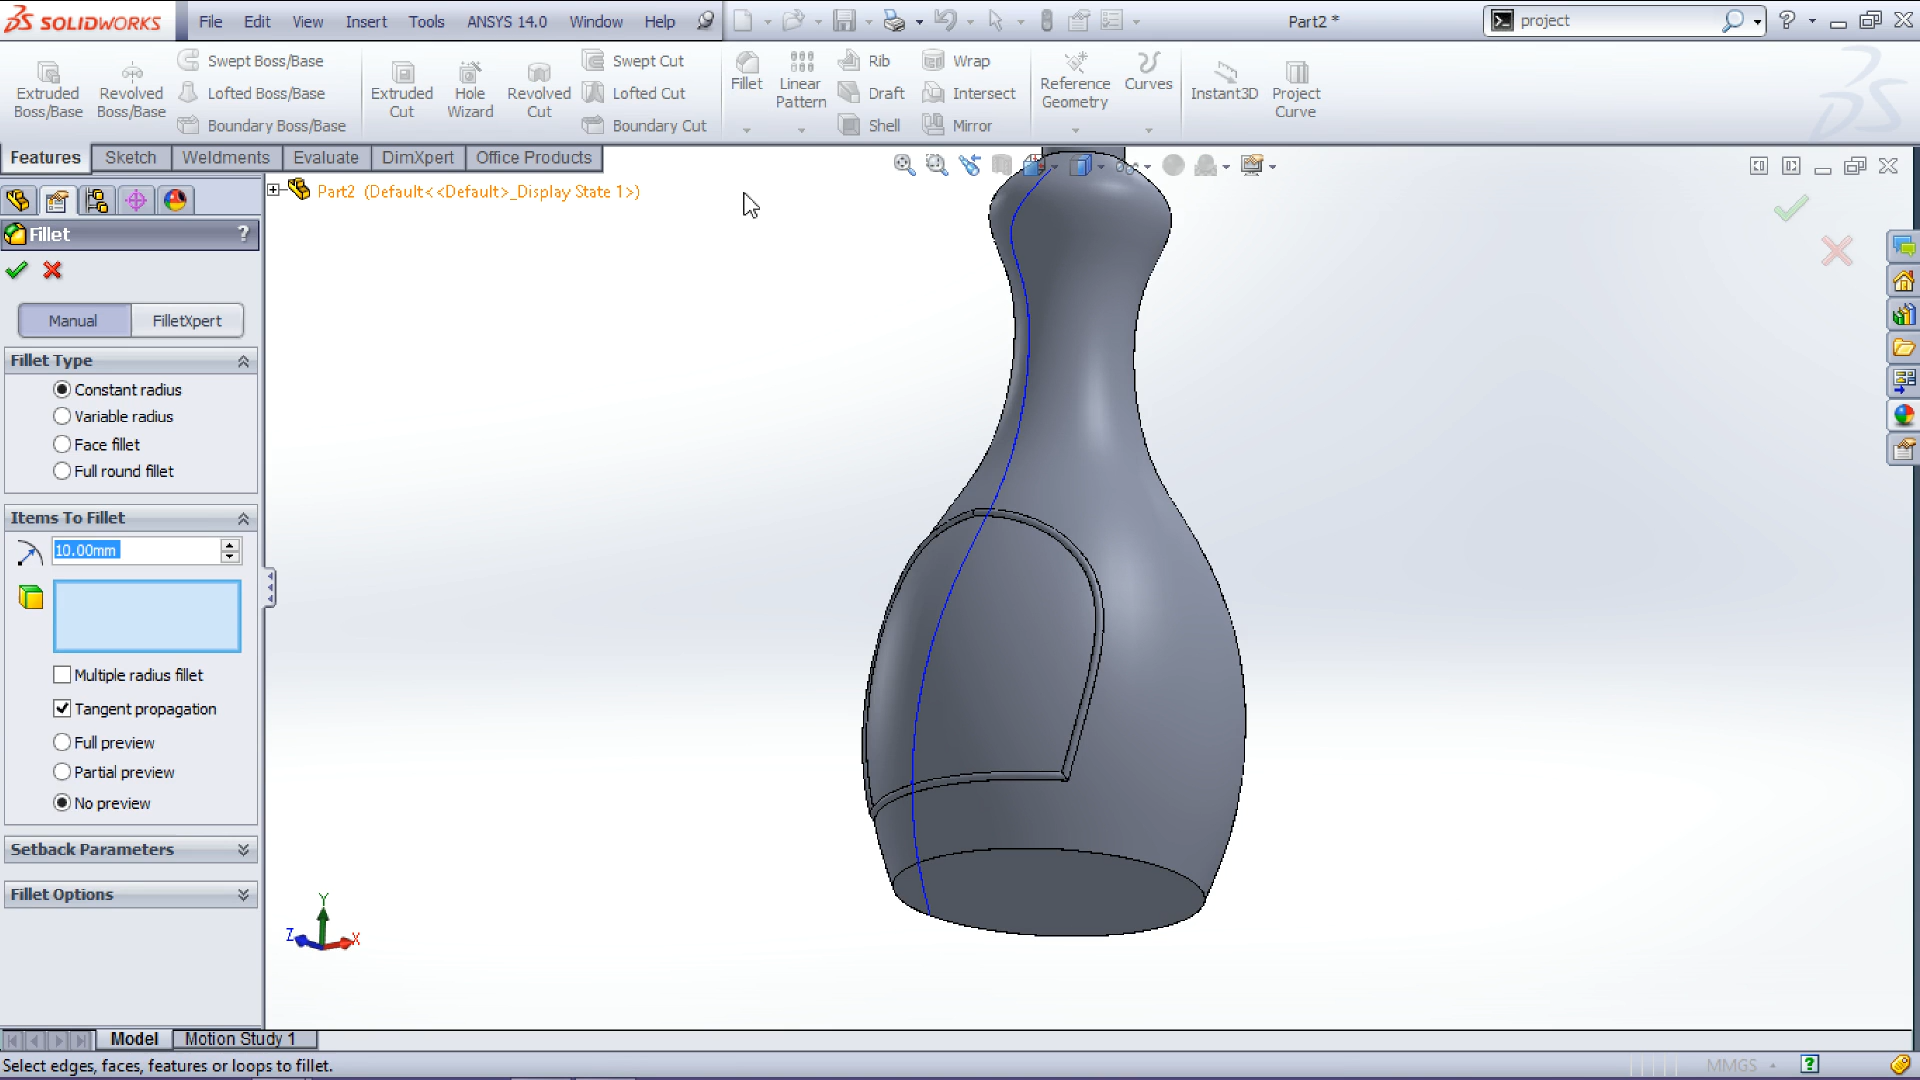 SOLIDWORKS File Edit View Insert Tools ANSYS 14.0 Window Help Part2 * project
Extruded Boss/Base
Revolved Boss/Base
Swept Boss/Base
Lofted Boss/Base
Boundary Boss/Base
Extruded Cut
Hole Wizard
Revolved Cut
Swept Cut
Lofted Cut
Boundary Cut
Fillet
Linear Pattern
Rib
Draft
Shell
Wrap
Intersect
Mirror
Reference Geometry
Curves
Instant3D
Project Curve
Features Sketch Weldments Evaluate DimXpert Office Products
Part2 (Default<<Default>_Display State 1>)
Fillet ?
Manual FilletXpert
Fillet Type
Constant radius
Variable radius
Face fillet
Full round fillet
Items To Fillet
10.00mm
Multiple radius fillet
Tangent propagation
Full preview
Partial preview
No preview
Setback Parameters
Fillet Options
Y
Z X
Model Motion Study 1
Select edges, faces, features or loops to fillet. MMGS